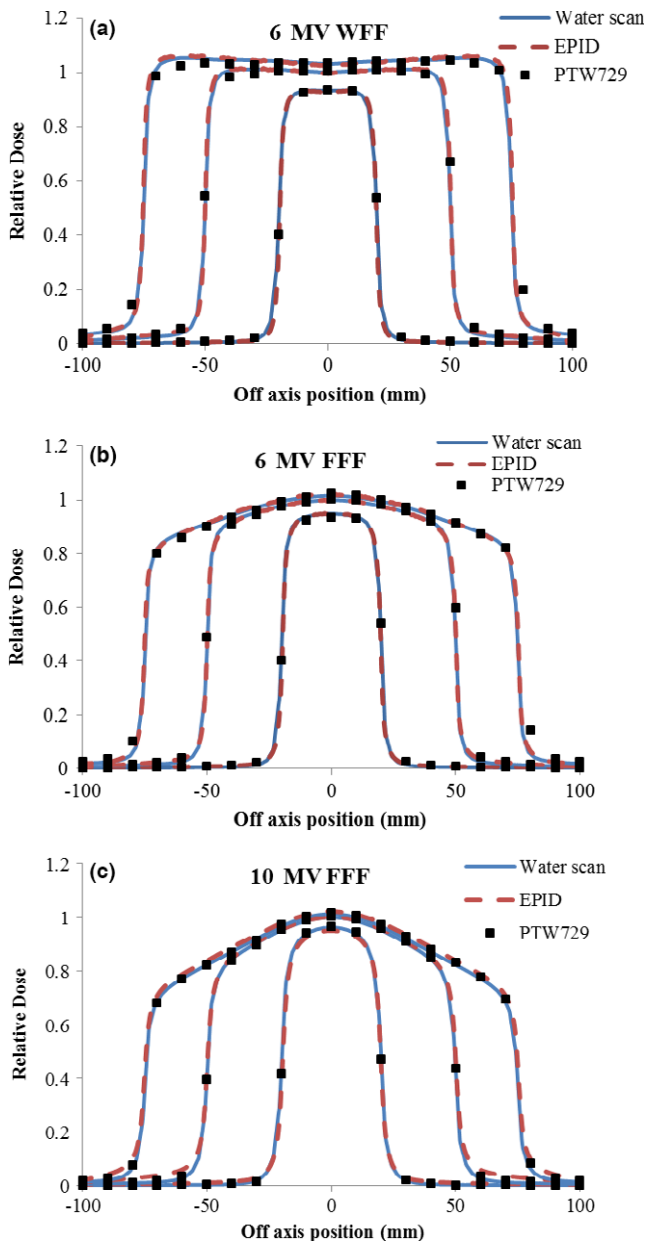 (a)
6 MV WFF
Water scan
EPID
PTW729
Relative Dose
1.2
1
0.8
0.6
0.4
0.2
0
-100
-50
0
50
100
Off axis position (mm)
(b)
6 MV FFF
Water scan
EPID
PTW729
Relative Dose
1.2
1
0.8
0.6
0.4
0.2
0
-100
-50
0
50
100
Off axis position (mm)
(c)
10 MV FFF
Water scan
EPID
PTW729
Relative Dose
1.2
1
0.8
0.6
0.4
0.2
0
-100
-50
0
50
100
Off axis position (mm)